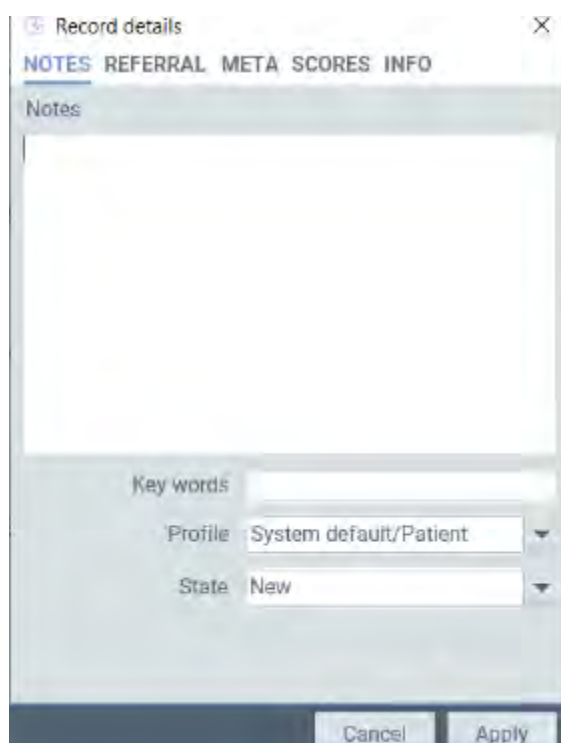 Record details
NOTES REFERRAL META SCORES INFO
Notes
Key words
Profile System default/Patient
State New
Cancel Apply